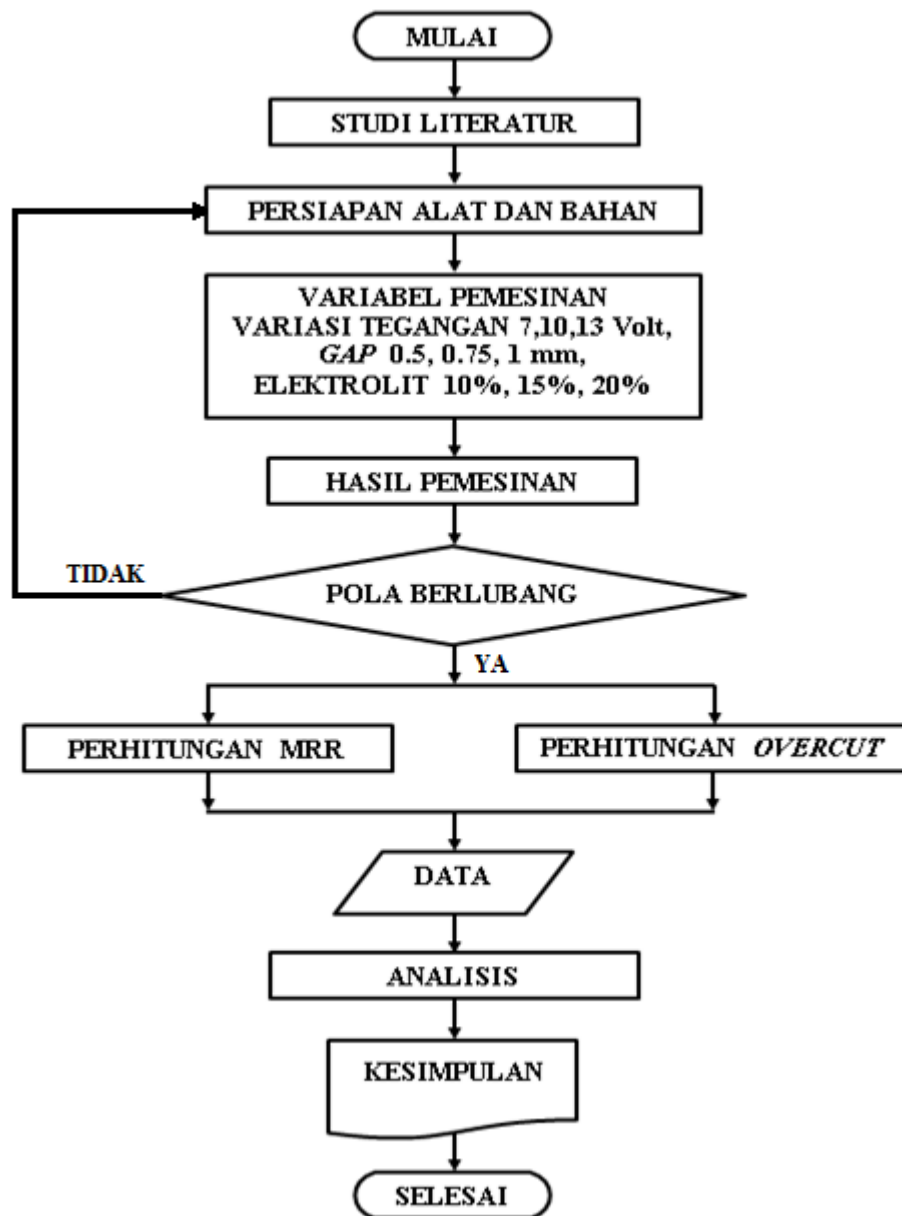 MULAI
STUDI LITERATUR
PERSIAPAN ALAT DAN BAHAN
VARIABEL PEMESINAN
VARIASI TEGANGAN 7,10,13 Volt,
GAP 0.5, 0.75, 1 mm,
ELEKTROLIT 10%, 15%, 20%
HASIL PEMESINAN
TIDAK
POLA BERLUBANG
YA
PERHITUNGAN MRR
PERHITUNGAN OVERCUT
DATA
ANALISIS
KESIMPULAN
SELESAI